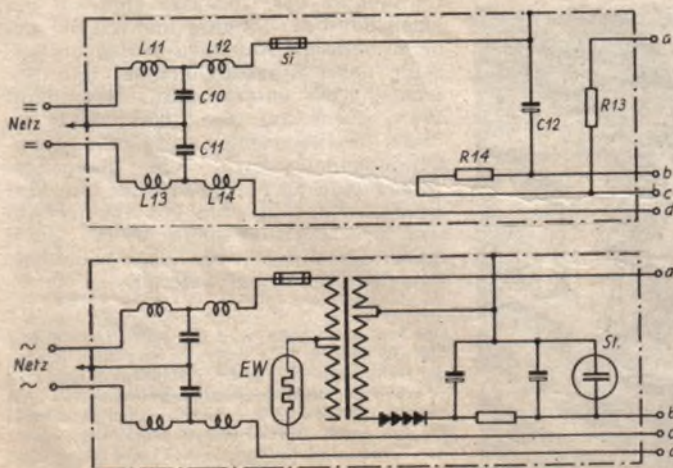 L11 L12 Si
C10
=
Netz
C12 R13
a
C11
=
R14
b
c
L13 L14
d
a
~
Netz
EW
St.
~
b
c
d